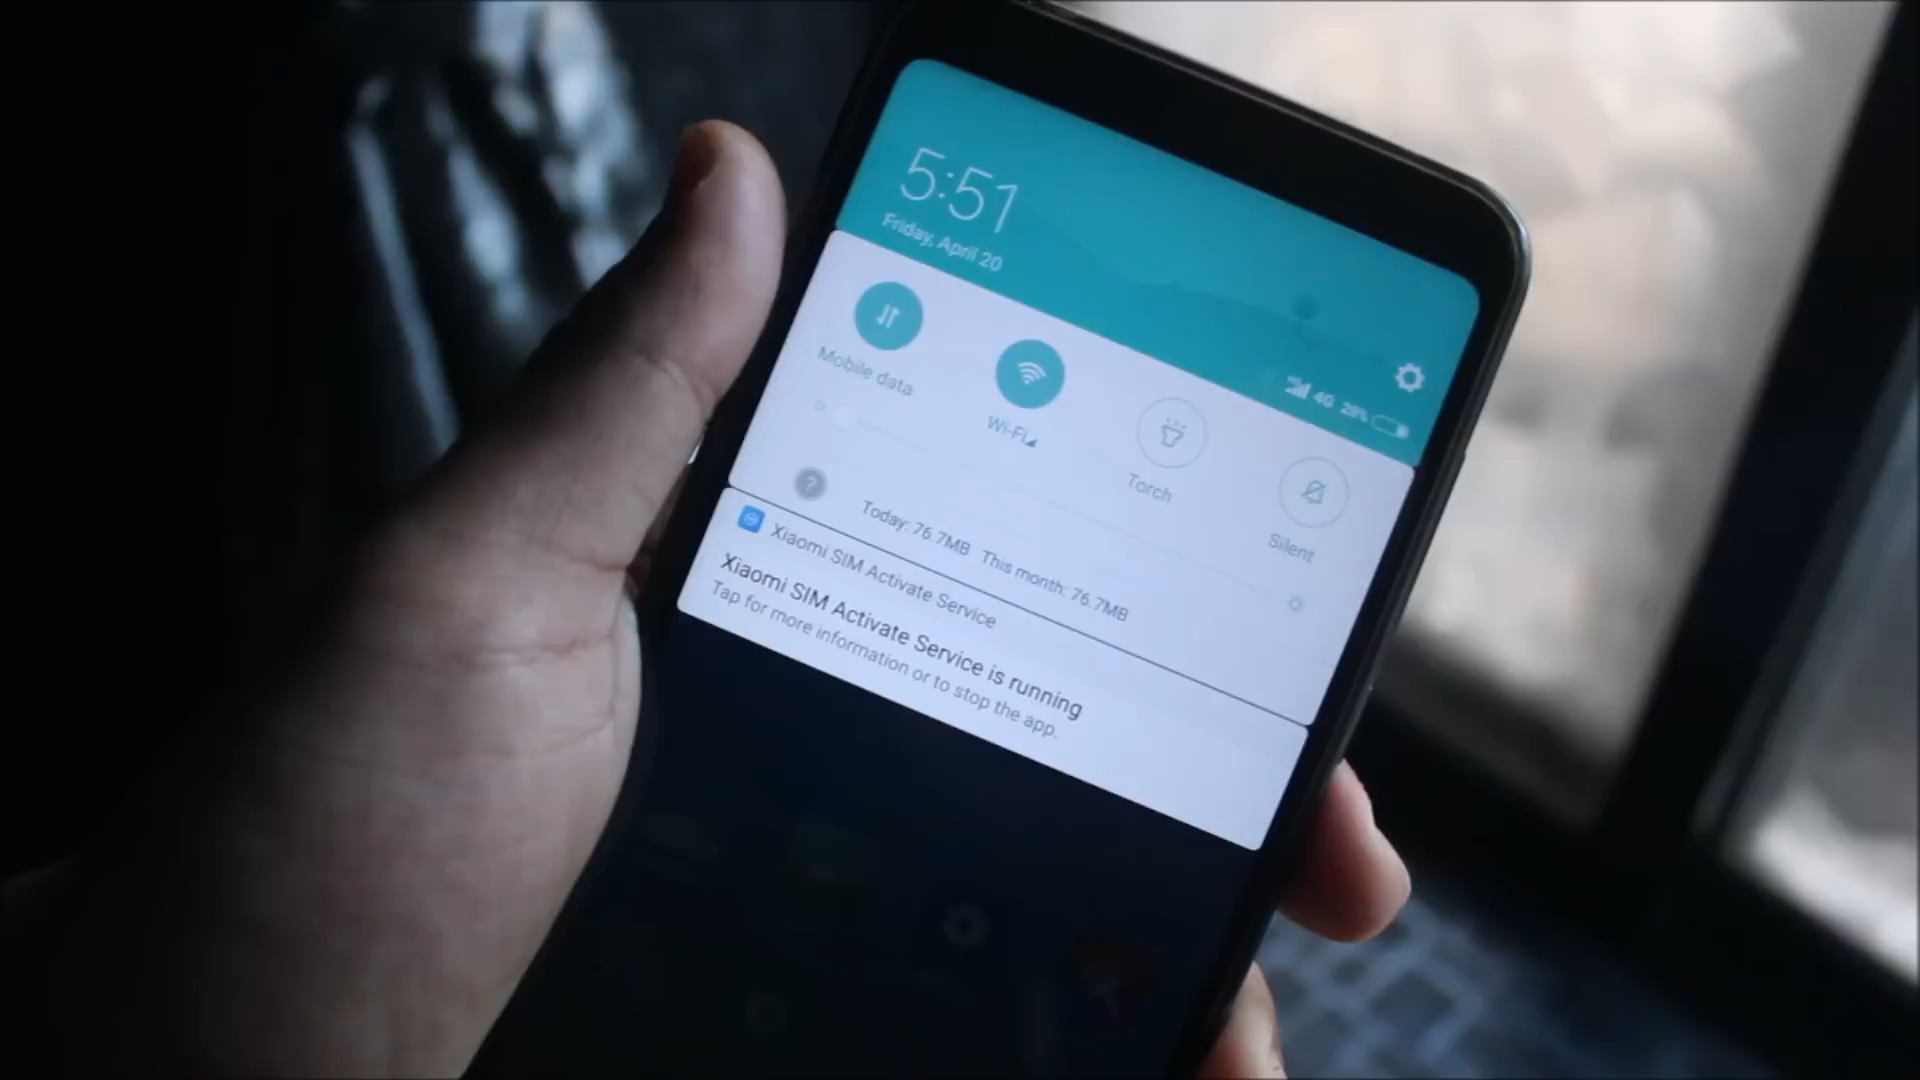 5:51
Friday, April 20
4G 28%
Mobile data
Wi-Fi
Torch
Silent
?
Today: 76.7MB This month: 76.7MB
Xiaomi SIM Activate Service
Xiaomi SIM Activate Service is running
Tap for more information or to stop the app.